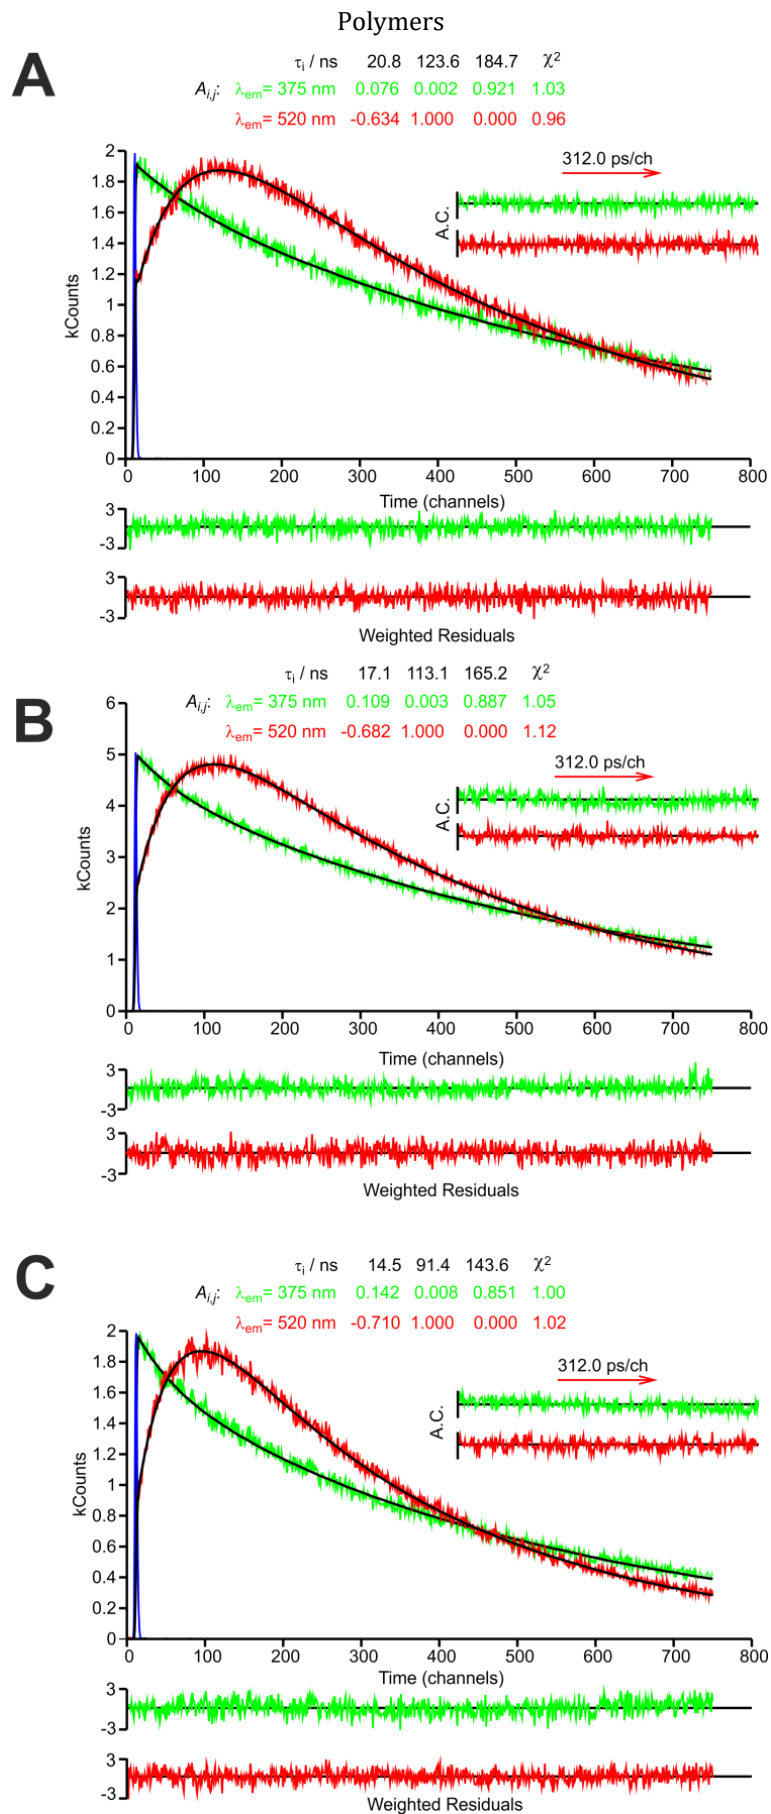 Polymers
A
τi / ns 20.8 123.6 184.7 χ2
Ai,j: λem= 375 nm 0.076 0.002 0.921 1.03
λem= 520 nm -0.634 1.000 0.000 0.96
2
1.8
1.6
1.4
1.2
1
0.8
0.6
0.4
0.2
0
kCounts
312.0 ps/ch
A.C.
0 100 200 300 400 500 600 700 800
Time (channels)
3
-3
3
-3
Weighted Residuals
B
τi / ns 17.1 113.1 165.2 χ2
Ai,j: λem= 375 nm 0.109 0.003 0.887 1.05
λem= 520 nm -0.682 1.000 0.000 1.12
6
5
4
3
2
1
0
kCounts
312.0 ps/ch
A.C.
0 100 200 300 400 500 600 700 800
Time (channels)
3
-3
3
-3
Weighted Residuals
C
τi / ns 14.5 91.4 143.6 χ2
Ai,j: λem= 375 nm 0.142 0.008 0.851 1.00
λem= 520 nm -0.710 1.000 0.000 1.02
2
1.8
1.6
1.4
1.2
1
0.8
0.6
0.4
0.2
0
kCounts
312.0 ps/ch
A.C.
0 100 200 300 400 500 600 700 800
Time (channels)
3
-3
3
-3
Weighted Residuals